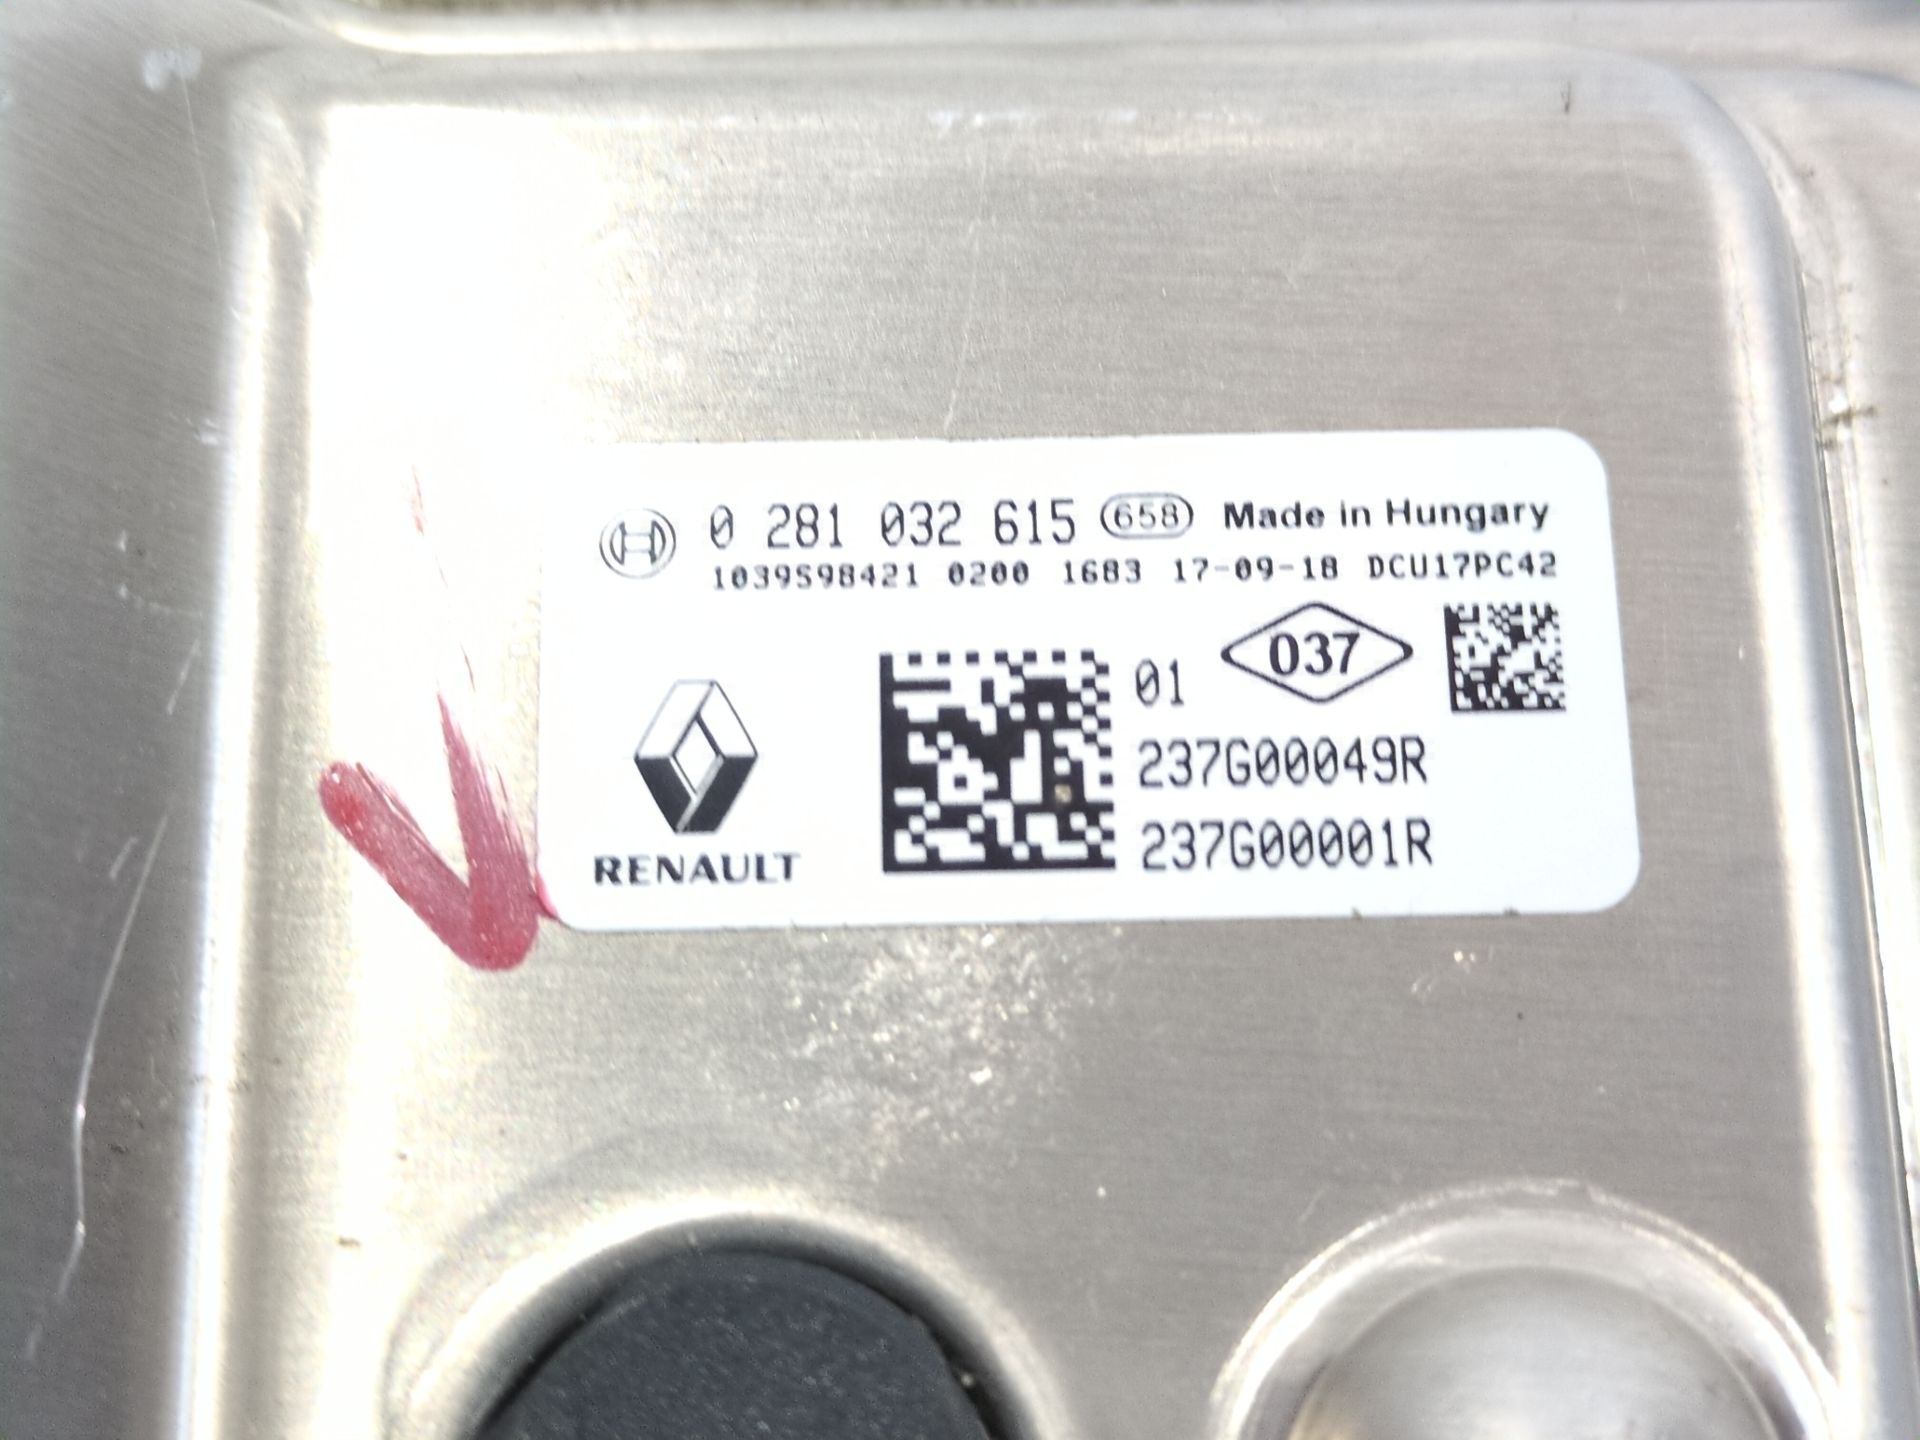 0 281 032 615 658 Made in Hungary
1039S98421 0200 1683 17-09-18 DCU17PC42
01 037
237G00049R
237G00001R
RENAULT